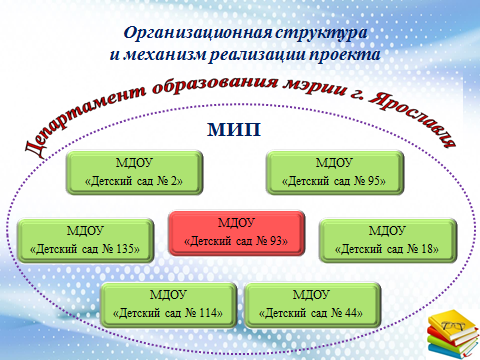 Организационная структура
и механизм реализации проекта
Департамент образования мэрии г. Ярославля
МИП
МДОУ
«Детский сад № 2»
МДОУ
«Детский сад № 95»
МДОУ
«Детский сад № 135»
МДОУ
«Детский сад № 93»
МДОУ
«Детский сад № 18»
МДОУ
«Детский сад № 114»
МДОУ
«Детский сад № 44»